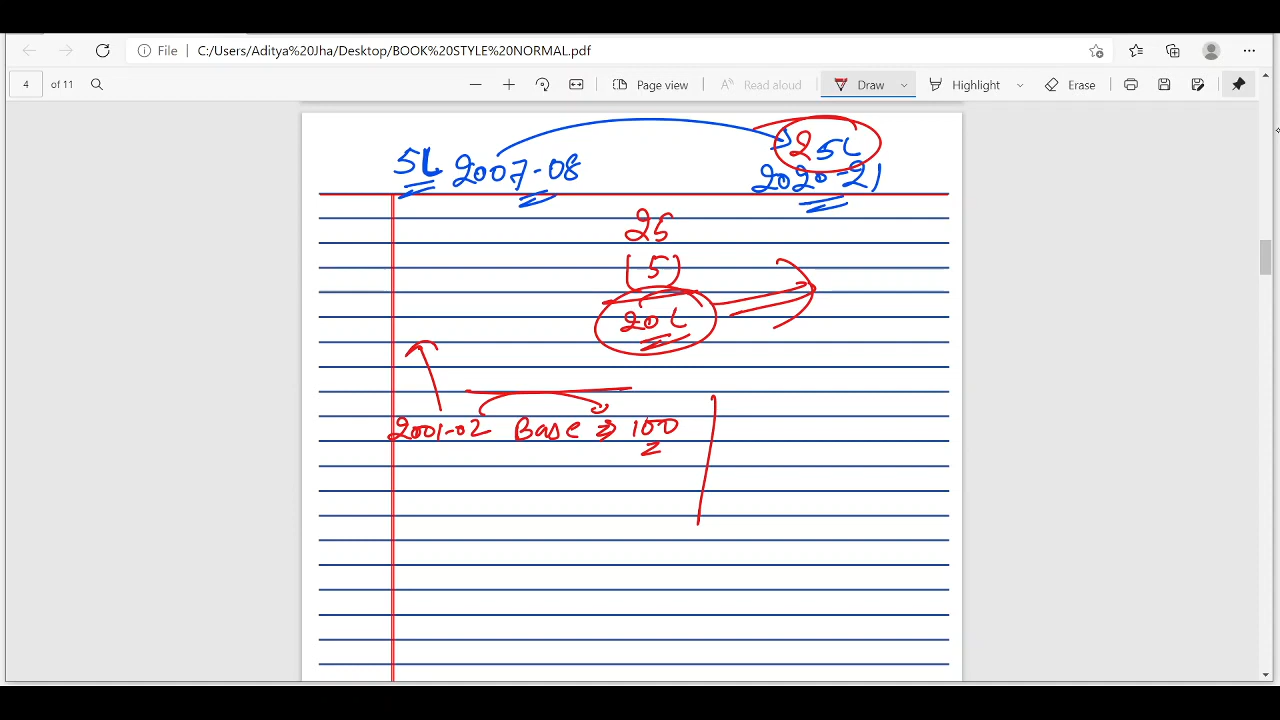 File C:/Users/Aditya%20Jha/Desktop/BOOK%20STYLE%20NORMAL.pdf
4 of 11 Page view Read aloud Draw Highlight Erase
5L 2007-08 25L
2020-21
25
(5)
20L
2001-02 Base ⇒ 100